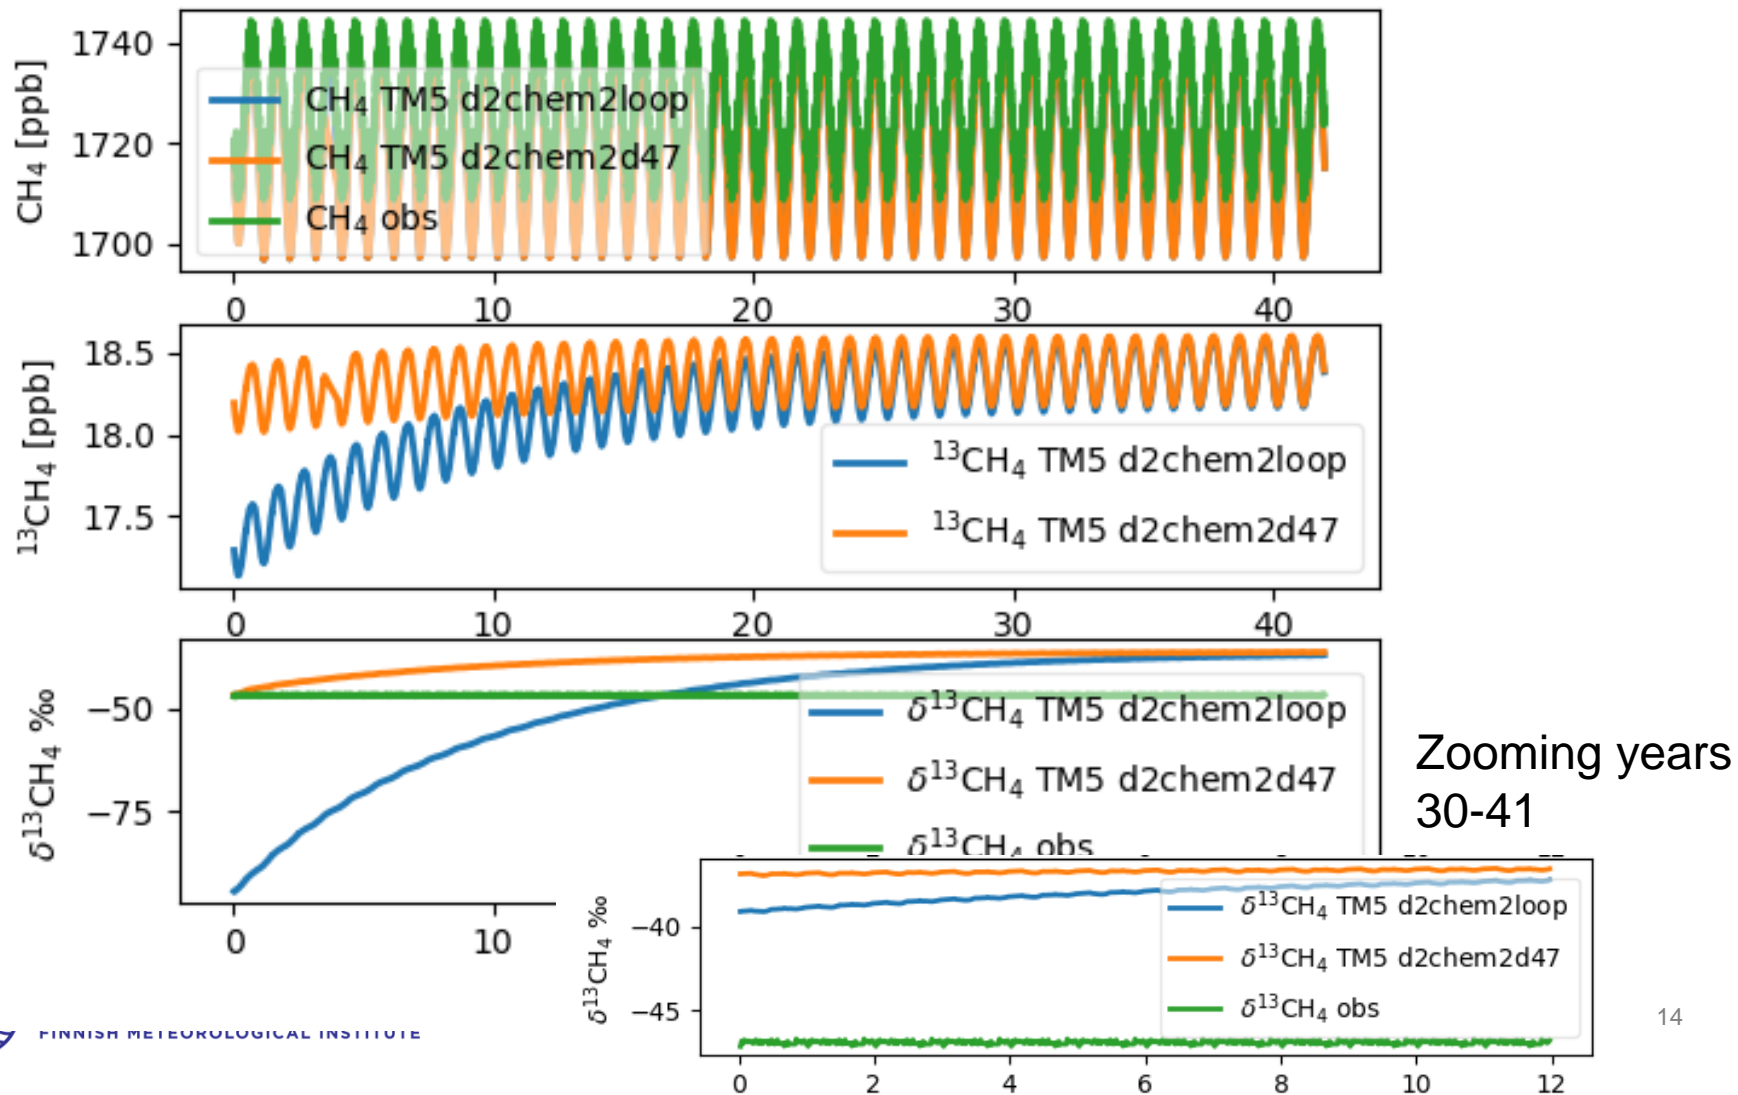 CH₄ [ppb]
1740
1720
1700
CH₄ TM5 d2chem2loop
CH₄ TM5 d2chem2d47
CH₄ obs
0 10 20 30 40
¹³CH₄ [ppb]
18.5
18.0
17.5
¹³CH₄ TM5 d2chem2loop
¹³CH₄ TM5 d2chem2d47
0 10 20 30 40
δ¹³CH₄ ‰
−50
−75
δ¹³CH₄ TM5 d2chem2loop
δ¹³CH₄ TM5 d2chem2d47
δ¹³CH₄ obs
0 10
Zooming years
30-41
δ¹³CH₄ ‰
−40
−45
δ¹³CH₄ TM5 d2chem2loop
δ¹³CH₄ TM5 d2chem2d47
δ¹³CH₄ obs
0 2 4 6 8 10 12
FINNISH METEOROLOGICAL INSTITUTE
14